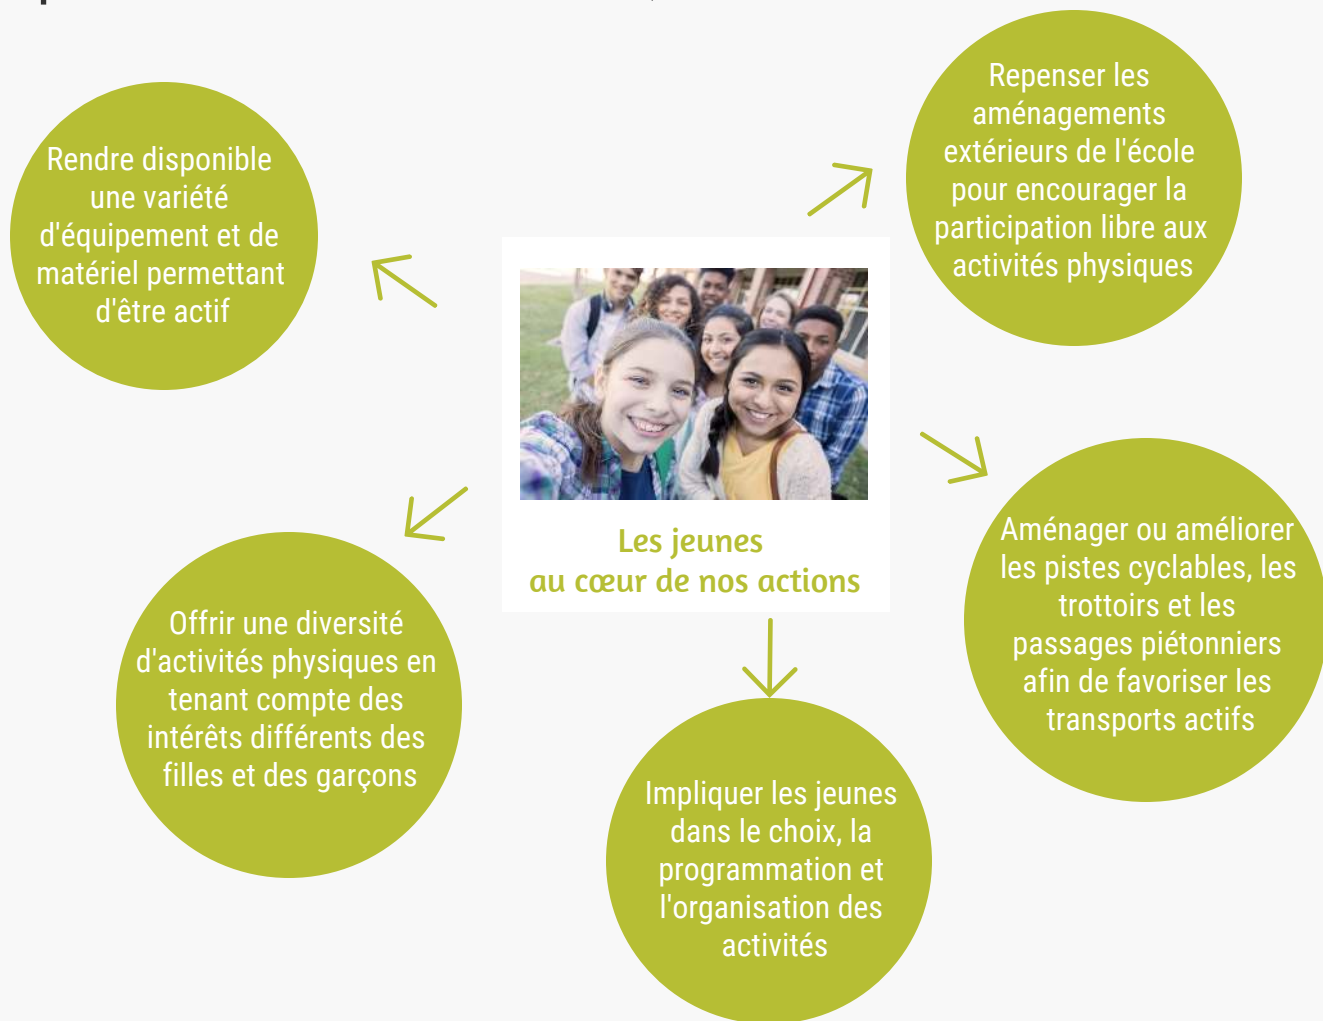 Rendre disponible
une variété
d'équipement et de
matériel permettant
d'être actif
Repenser les
aménagements
extérieurs de l'école
pour encourager la
participation libre aux
activités physiques
Les jeunes
au cœur de nos actions
Aménager ou améliorer
les pistes cyclables, les
trottoirs et les
passages piétonniers
afin de favoriser les
transports actifs
Offrir une diversité
d'activités physiques en
tenant compte des
intérêts différents des
filles et des garçons
Impliquer les jeunes
dans le choix, la
programmation et
l'organisation des
activités